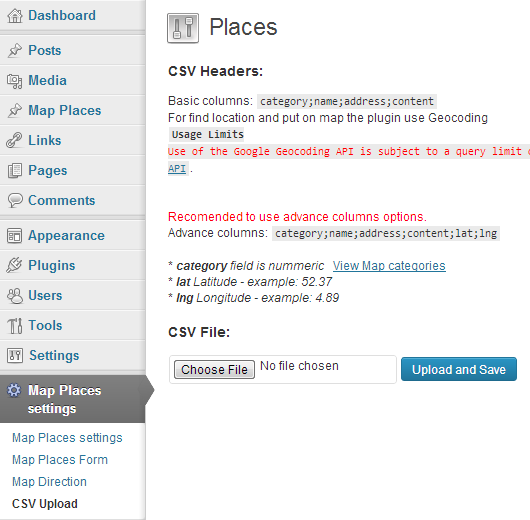 Dashboard
Posts
Media
Map Places
Links
Pages
Comments
Appearance
Plugins
Users
Tools
Settings
Map Places
settings
Map Places settings
Map Places Form
Map Direction
CSV Upload
Places
CSV Headers:
Basic columns: category;name;address;content
For find location and put on map the plugin use Geocoding
Usage Limits
Use of the Google Geocoding API is subject to a query limit
API.
Recomended to use advance columns options.
Advance columns: category;name;address;content;lat;lng
* category field is nummeric View Map categories
* lat Latitude - example: 52.37
* lng Longitude - example: 4.89
CSV File:
Choose File No file chosen
Upload and Save